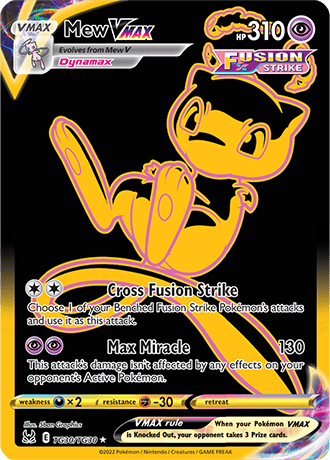 VMAX Mew VMAX HP 310
Evolves from Mew V
Dynamax
FUSION
STRIKE
Cross Fusion Strike
Choose 1 of your Benched Fusion Strike Pokémon's attacks
and use it as this attack.
Max Miracle 130
This attack's damage isn't affected by any effects on your
opponent's Active Pokémon.
weakness ×2 resistance -30 retreat
Illus. 5ban Graphics
VMAX rule When your Pokémon VMAX
is Knocked Out, your opponent takes 3 Prize cards.
E TG30/TG30 ★
©2022 Pokémon / Nintendo / Creatures / GAME FREAK